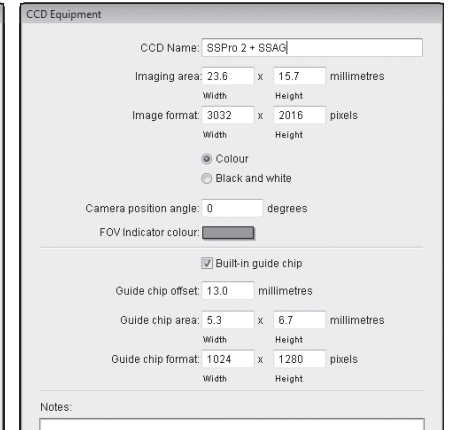 CCD Equipment
CCD Name: SSPro 2 + SSAG
Imaging area: 23.6 x 15.7 millimetres
Width Height
Image format: 3032 x 2016 pixels
Width Height
Colour
Black and white
Camera position angle: 0 degrees
FOV Indicator colour:
Built-in guide chip
Guide chip offset: 13.0 millimetres
Guide chip area: 5.3 x 6.7 millimetres
Width Height
Guide chip format: 1024 x 1280 pixels
Width Height
Notes: